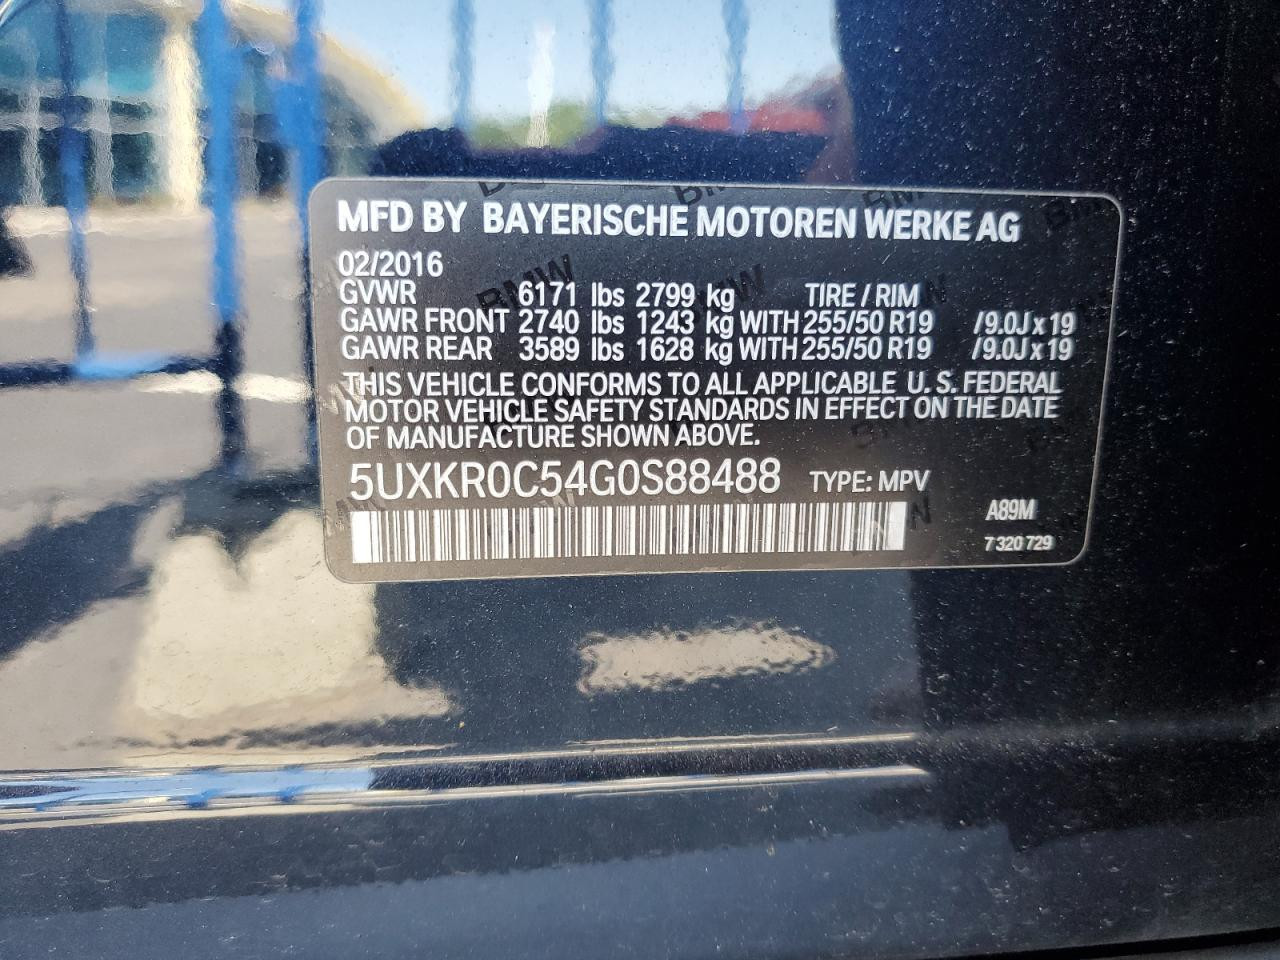 MFD BY BAYERISCHE MOTOREN WERKE AG
02/2016
GVWR 6171 lbs 2799 kg TIRE / RIM
GAWR FRONT 2740 lbs 1243 kg WITH 255/50 R19 /9.0J x 19
GAWR REAR 3589 lbs 1628 kg WITH 255/50 R19 /9.0J x 19
THIS VEHICLE CONFORMS TO ALL APPLICABLE U. S. FEDERAL
MOTOR VEHICLE SAFETY STANDARDS IN EFFECT ON THE DATE
OF MANUFACTURE SHOWN ABOVE.
5UXKR0C54G0S88488 TYPE: MPV
A89M
7 320 729